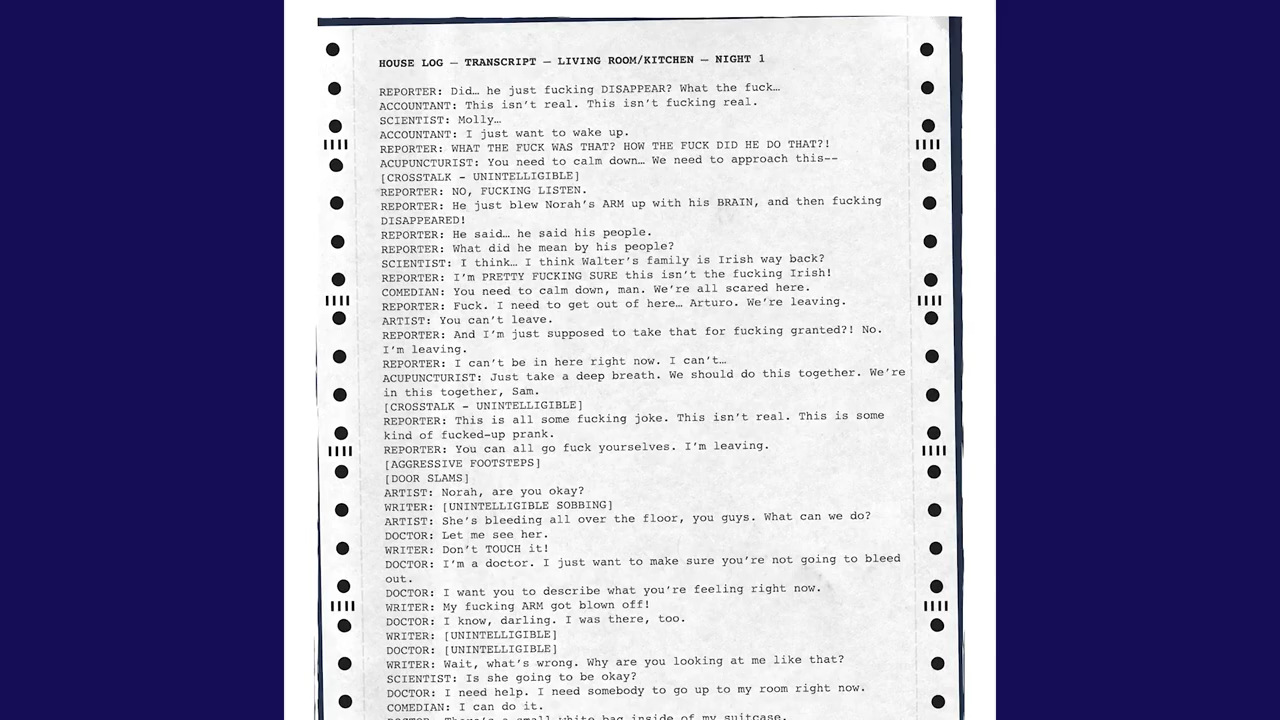 HOUSE LOG — TRANSCRIPT — LIVING ROOM/KITCHEN — NIGHT 1
REPORTER: Did… he just fucking DISAPPEAR? What the fuck…
ACCOUNTANT: This isn't real. This isn't fucking real.
SCIENTIST: Molly…
ACCOUNTANT: I just want to wake up.
REPORTER: WHAT THE FUCK WAS THAT? HOW THE FUCK DID HE DO THAT?!
ACUPUNCTURIST: You need to calm down… We need to approach this--
[CROSSTALK – UNINTELLIGIBLE]
REPORTER: NO, FUCKING LISTEN.
REPORTER: He just blew Norah's ARM up with his BRAIN, and then fucking
DISAPPEARED!
REPORTER: He said… he said his people.
REPORTER: What did he mean by his people?
SCIENTIST: I think… I think Walter's family is Irish way back?
REPORTER: I'm PRETTY FUCKING SURE this isn't the fucking Irish!
COMEDIAN: You need to calm down, man. We're all scared here.
REPORTER: Fuck. I need to get out of here… Arturo. We're leaving.
ARTIST: You can't leave.
REPORTER: And I'm just supposed to take that for fucking granted?! No.
I'm leaving.
REPORTER: I can't be in here right now. I can't…
ACUPUNCTURIST: Just take a deep breath. We should do this together. We're
in this together, Sam.
[CROSSTALK – UNINTELLIGIBLE]
REPORTER: This is all some fucking joke. This isn't real. This is some
kind of fucked-up prank.
REPORTER: You can all go fuck yourselves. I'm leaving.
[AGGRESSIVE FOOTSTEPS]
[DOOR SLAMS]
ARTIST: Norah, are you okay?
WRITER: [UNINTELLIGIBLE SOBBING]
ARTIST: She's bleeding all over the floor, you guys. What can we do?
DOCTOR: Let me see her.
WRITER: Don't TOUCH it!
DOCTOR: I'm a doctor. I just want to make sure you're not going to bleed
out.
DOCTOR: I want you to describe what you're feeling right now.
WRITER: My fucking ARM got blown off!
DOCTOR: I know, darling. I was there, too.
WRITER: [UNINTELLIGIBLE]
DOCTOR: [UNINTELLIGIBLE]
WRITER: Wait, what's wrong. Why are you looking at me like that?
SCIENTIST: Is she going to be okay?
DOCTOR: I need help. I need somebody to go up to my room right now.
COMEDIAN: I can do it.
DOCTOR: There's a small white bag inside of my suitcase.